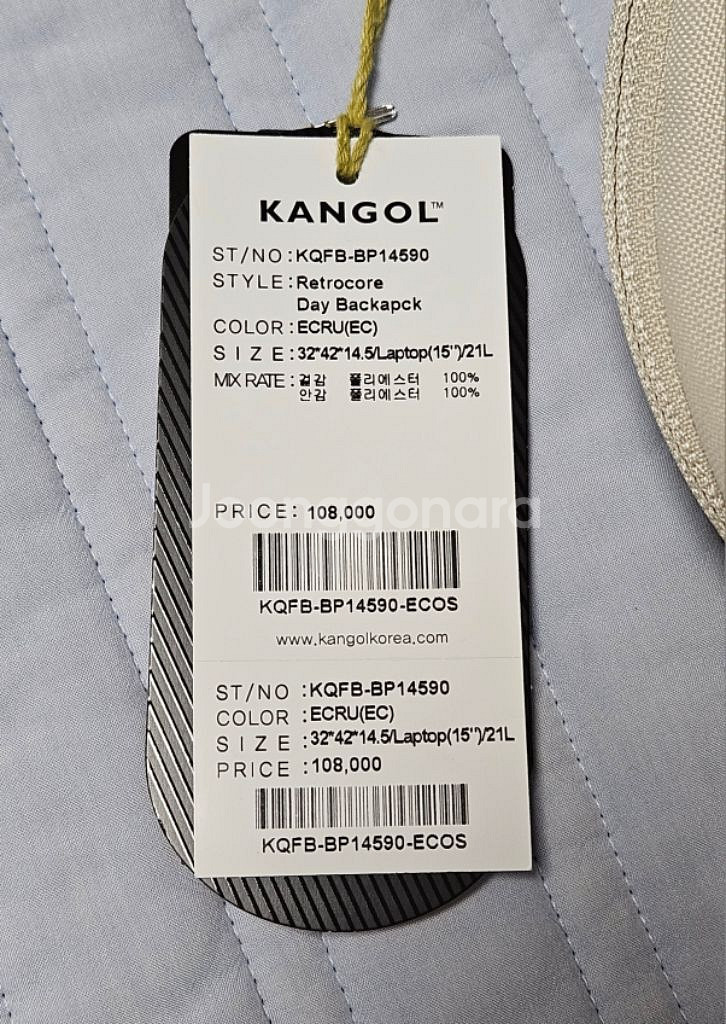 KANGOL™
ST/NO : KQFB-BP14590
STYLE : Retrocore
Day Backapck
COLOR : ECRU(EC)
SIZE : 32*42*14.5/Laptop(15")/21L
MIX RATE : 겉감 폴리에스터 100%
안감 폴리에스터 100%
Joonggonara
PRICE : 108,000
KQFB-BP14590-ECOS
www.kangolkorea.com
ST/NO : KQFB-BP14590
COLOR : ECRU(EC)
SIZE : 32*42*14.5/Laptop(15")/21L
PRICE : 108,000
KQFB-BP14590-ECOS